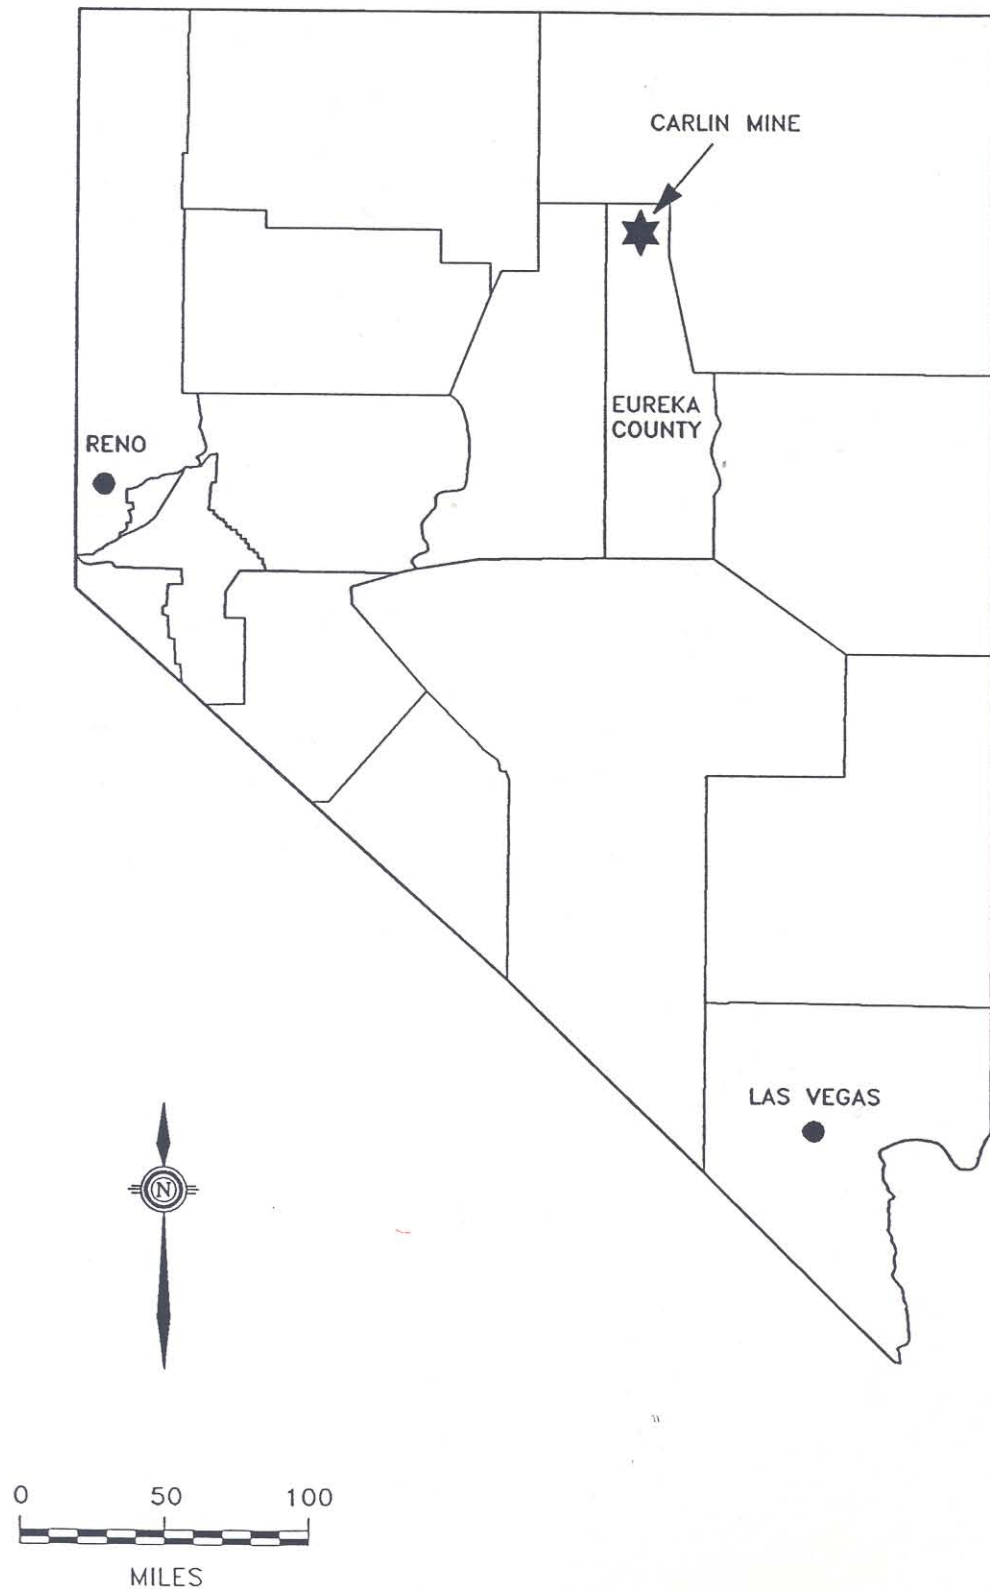 CARLIN MINE
EUREKA
COUNTY
RENO
LAS VEGAS
N
0 50 100
MILES